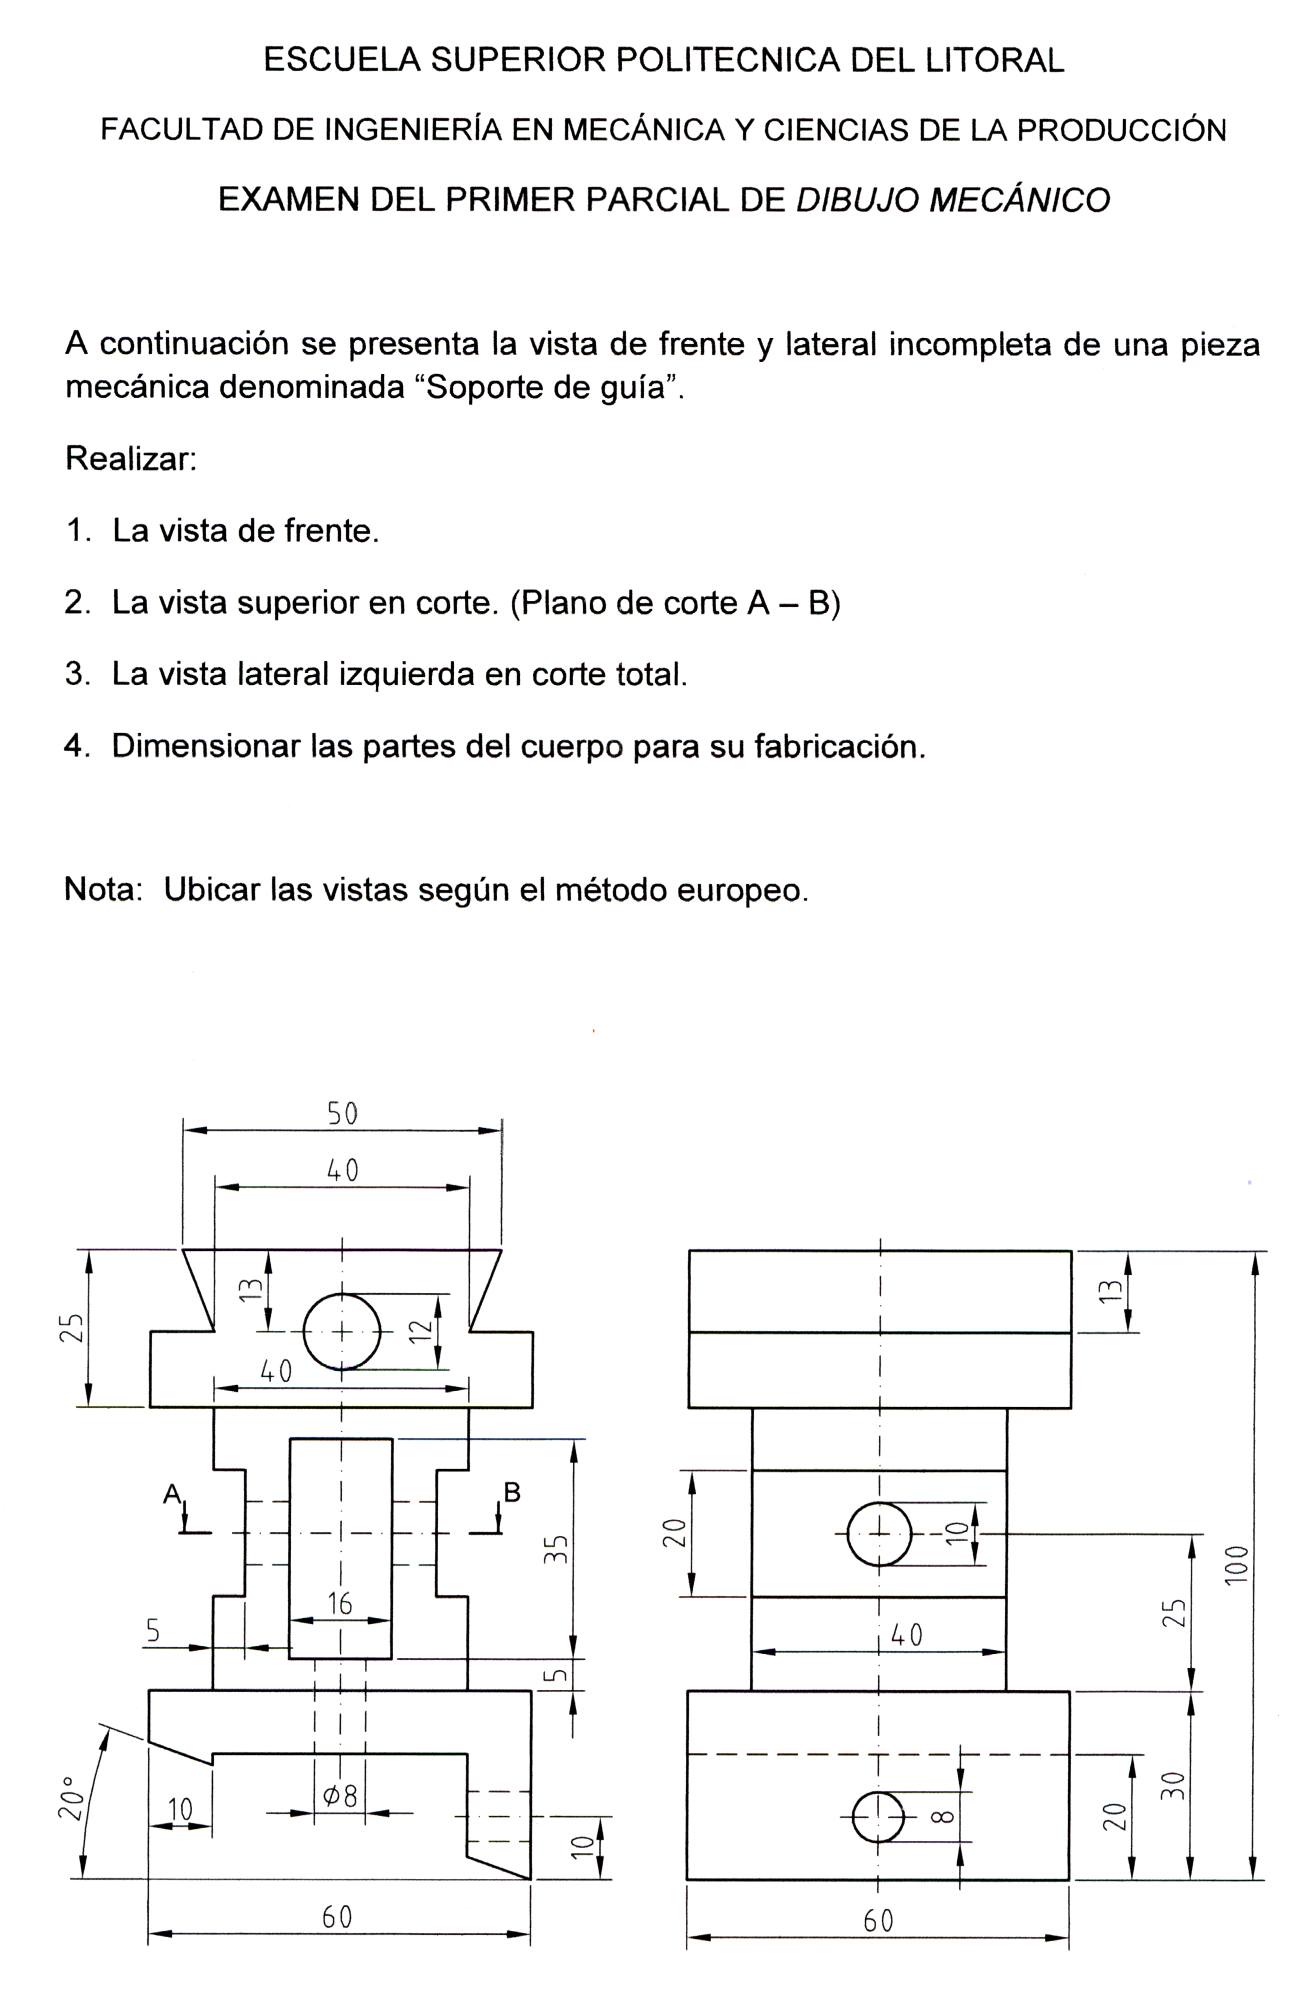 ESCUELA SUPERIOR POLITECNICA DEL LITORAL
FACULTAD DE INGENIERÍA EN MECÁNICA Y CIENCIAS DE LA PRODUCCIÓN
EXAMEN DEL PRIMER PARCIAL DE DIBUJO MECÁNICO
A continuación se presenta la vista de frente y lateral incompleta de una pieza
mecánica denominada “Soporte de guía”.
Realizar:
1. La vista de frente.
2. La vista superior en corte. (Plano de corte A – B)
3. La vista lateral izquierda en corte total.
4. Dimensionar las partes del cuerpo para su fabricación.
Nota: Ubicar las vistas según el método europeo.
50
40
25
13
12
40
A
B
35
16
5
5
20°
10
Ø8
10
60
13
20
10
100
25
40
30
20
8
60